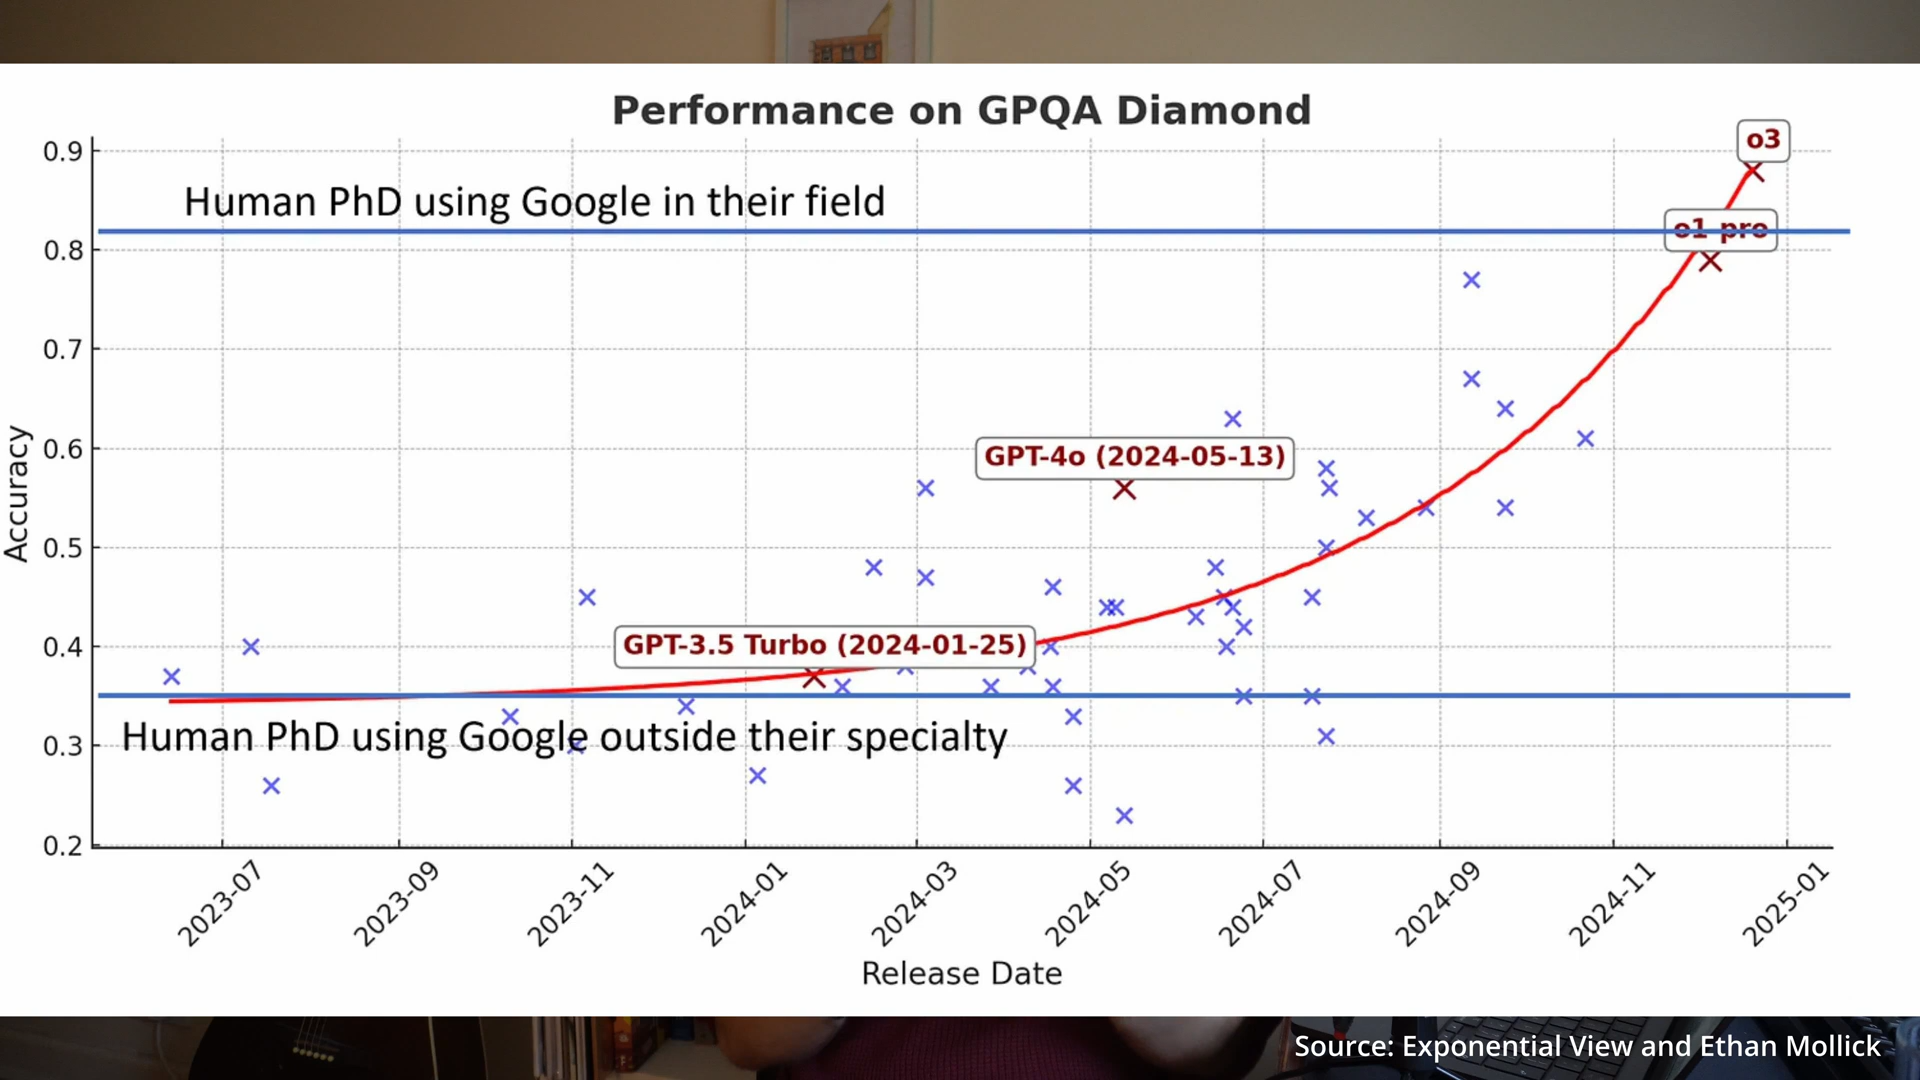 Performance on GPQA Diamond
o3
0.9
Human PhD using Google in their field
o1 pro
0.8
0.7
0.6
GPT-4o (2024-05-13)
Accuracy
0.5
0.4
GPT-3.5 Turbo (2024-01-25)
Human PhD using Google outside their specialty
0.3
0.2
2023-07
2023-09
2023-11
2024-01
2024-03
2024-05
2024-07
2024-09
2024-11
2025-01
Release Date
Source: Exponential View and Ethan Mollick